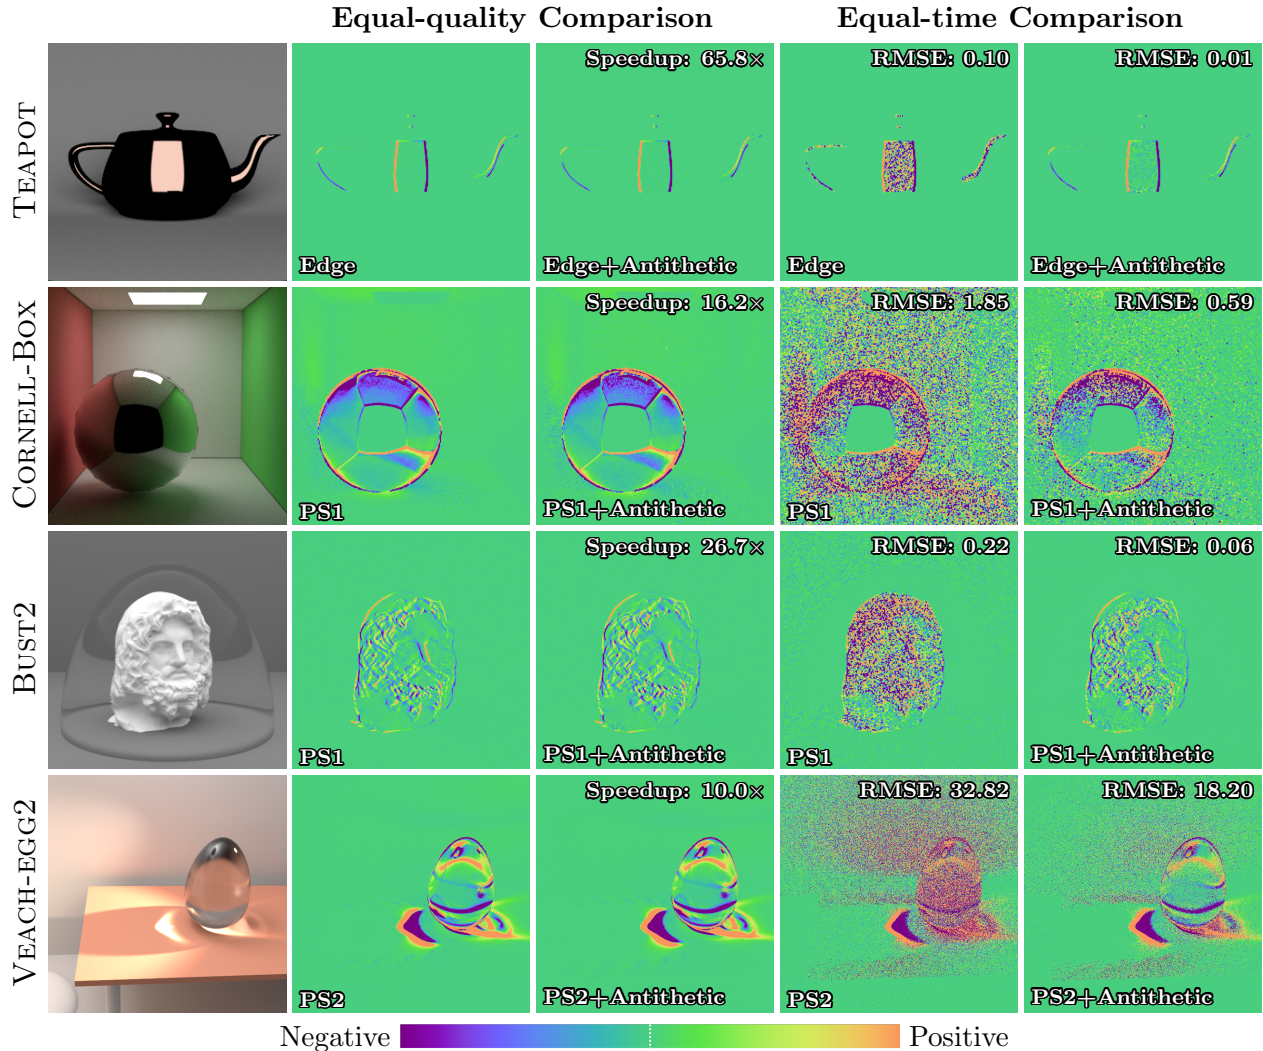 Equal-quality Comparison
Equal-time Comparison
TEAPOT
Edge
Speedup: 65.8×
Edge+Antithetic
RMSE: 0.10
Edge
RMSE: 0.01
Edge+Antithetic
CORNELL-BOX
PS1
Speedup: 16.2×
PS1+Antithetic
RMSE: 1.85
PS1
RMSE: 0.59
PS1+Antithetic
BUST2
PS1
Speedup: 26.7×
PS1+Antithetic
RMSE: 0.22
PS1
RMSE: 0.06
PS1+Antithetic
VEACH-EGG2
PS2
Speedup: 10.0×
PS2+Antithetic
RMSE: 32.82
PS2
RMSE: 18.20
PS2+Antithetic
Negative
Positive